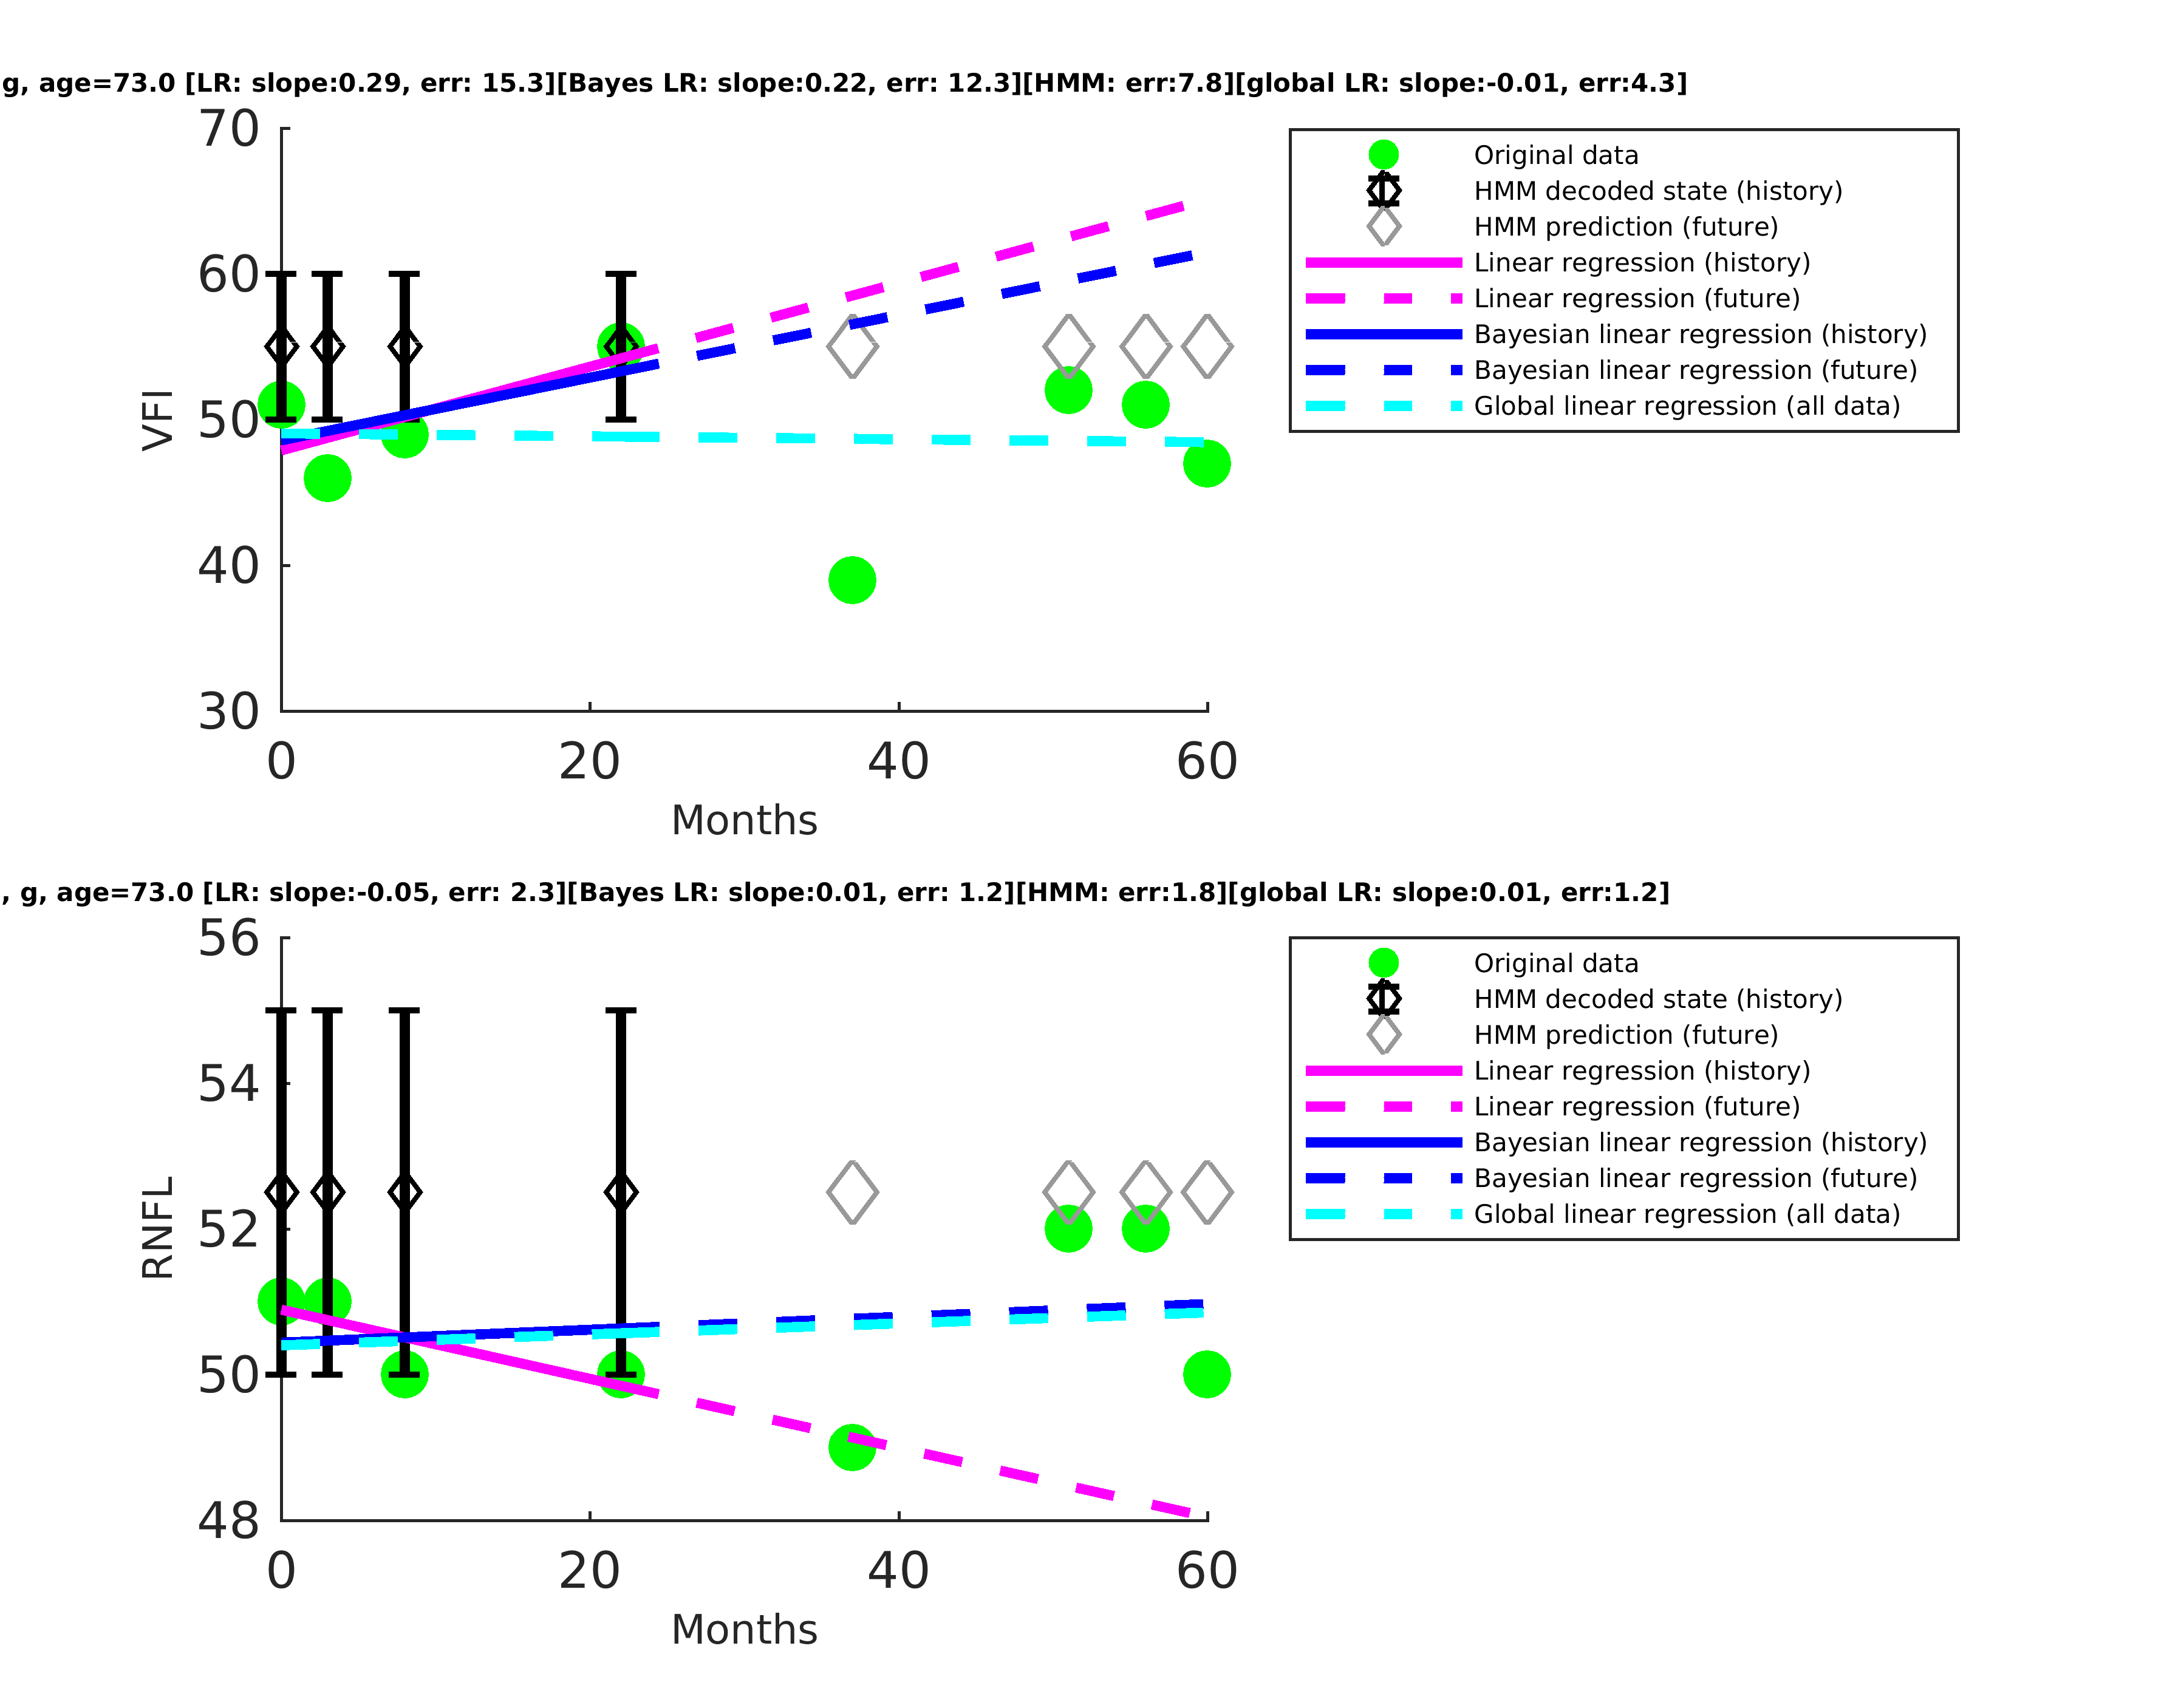 g, age=73.0 [LR: slope:0.29, err: 15.3][Bayes LR: slope:0.22, err: 12.3][HMM: err:7.8][global LR: slope:-0.01, err:4.3]
70
60
50
40
30
VFI
0 20 40 60
Months
Original data
HMM decoded state (history)
HMM prediction (future)
Linear regression (history)
Linear regression (future)
Bayesian linear regression (history)
Bayesian linear regression (future)
Global linear regression (all data)
, g, age=73.0 [LR: slope:-0.05, err: 2.3][Bayes LR: slope:0.01, err: 1.2][HMM: err:1.8][global LR: slope:0.01, err:1.2]
56
54
52
50
48
RNFL
0 20 40 60
Months
Original data
HMM decoded state (history)
HMM prediction (future)
Linear regression (history)
Linear regression (future)
Bayesian linear regression (history)
Bayesian linear regression (future)
Global linear regression (all data)